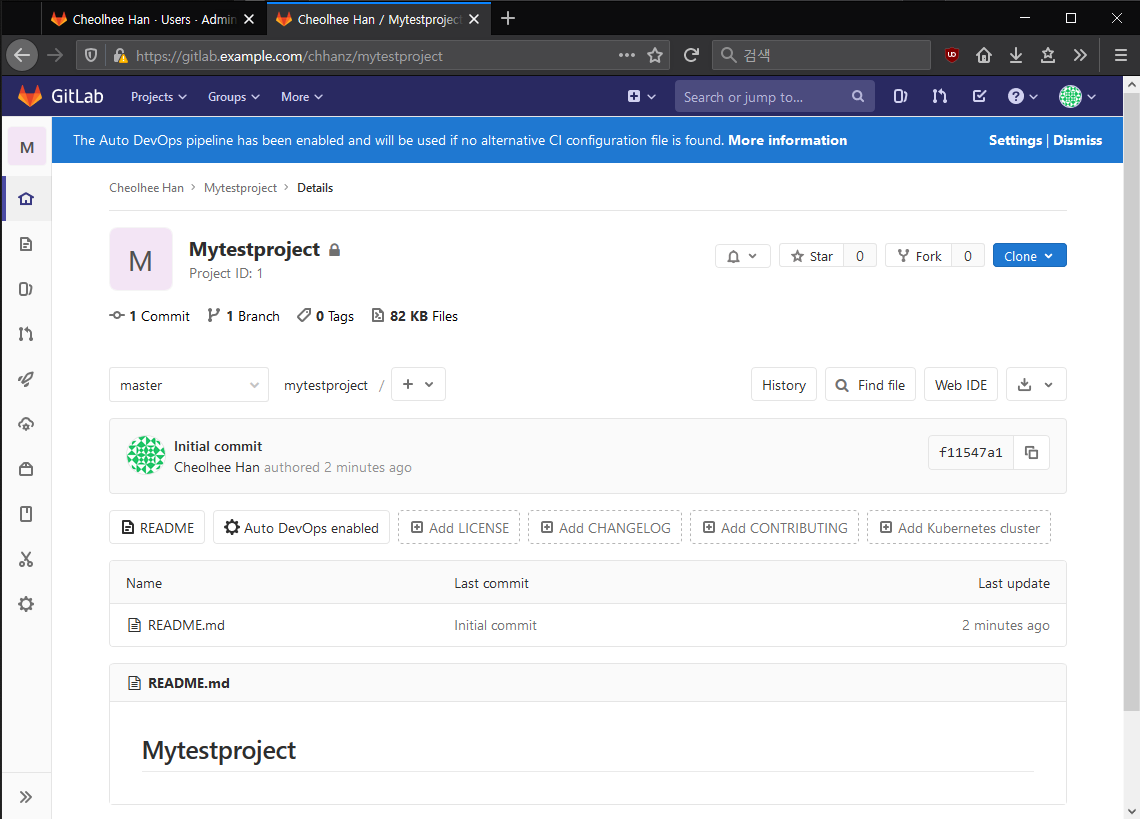 Cheolhee Han · Users · Admin
Cheolhee Han / Mytestproject
https://gitlab.example.com/chhanz/mytestproject
검색
GitLab Projects Groups More Search or jump to...
The Auto DevOps pipeline has been enabled and will be used if no alternative CI configuration file is found. More information Settings | Dismiss
M
Cheolhee Han > Mytestproject > Details
M
Mytestproject
Project ID: 1
Star 0 Fork 0 Clone
1 Commit 1 Branch 0 Tags 82 KB Files
master mytestproject / + History Find file Web IDE
Initial commit
Cheolhee Han authored 2 minutes ago
f11547a1
README Auto DevOps enabled Add LICENSE Add CHANGELOG Add CONTRIBUTING Add Kubernetes cluster
Name Last commit Last update
README.md Initial commit 2 minutes ago
README.md
Mytestproject